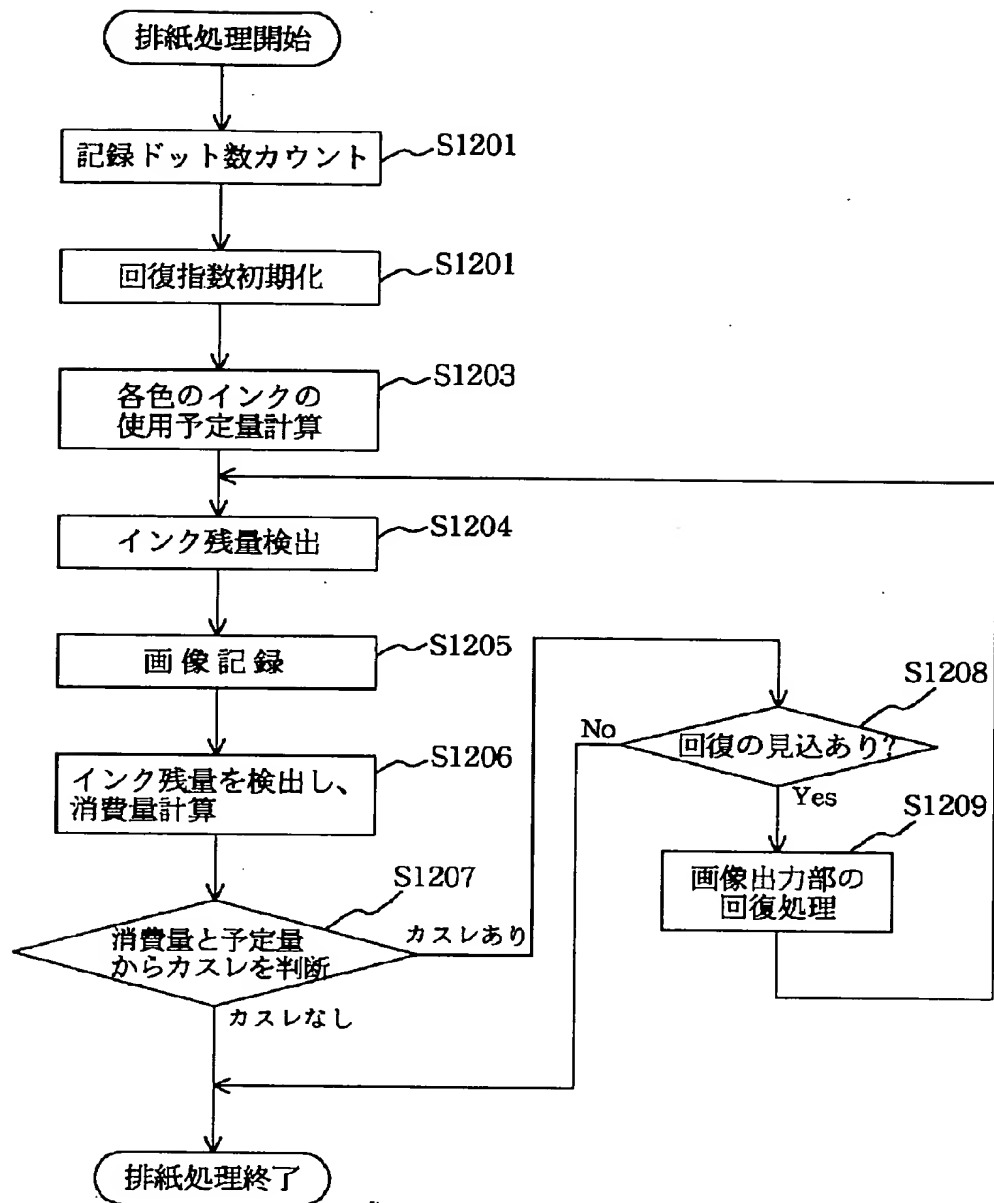 排紙処理開始
記録ドット数カウント
S1201
回復指数初期化
S1201
各色のインクの
使用予定量計算
S1203
インク残量検出
S1204
画像記録
S1205
インク残量を検出し、
消費量計算
S1206
消費量と予定量
からカスレを判断
S1207
カスレあり
カスレなし
回復の見込あり?
S1208
No
Yes
画像出力部の
回復処理
S1209
排紙処理終了